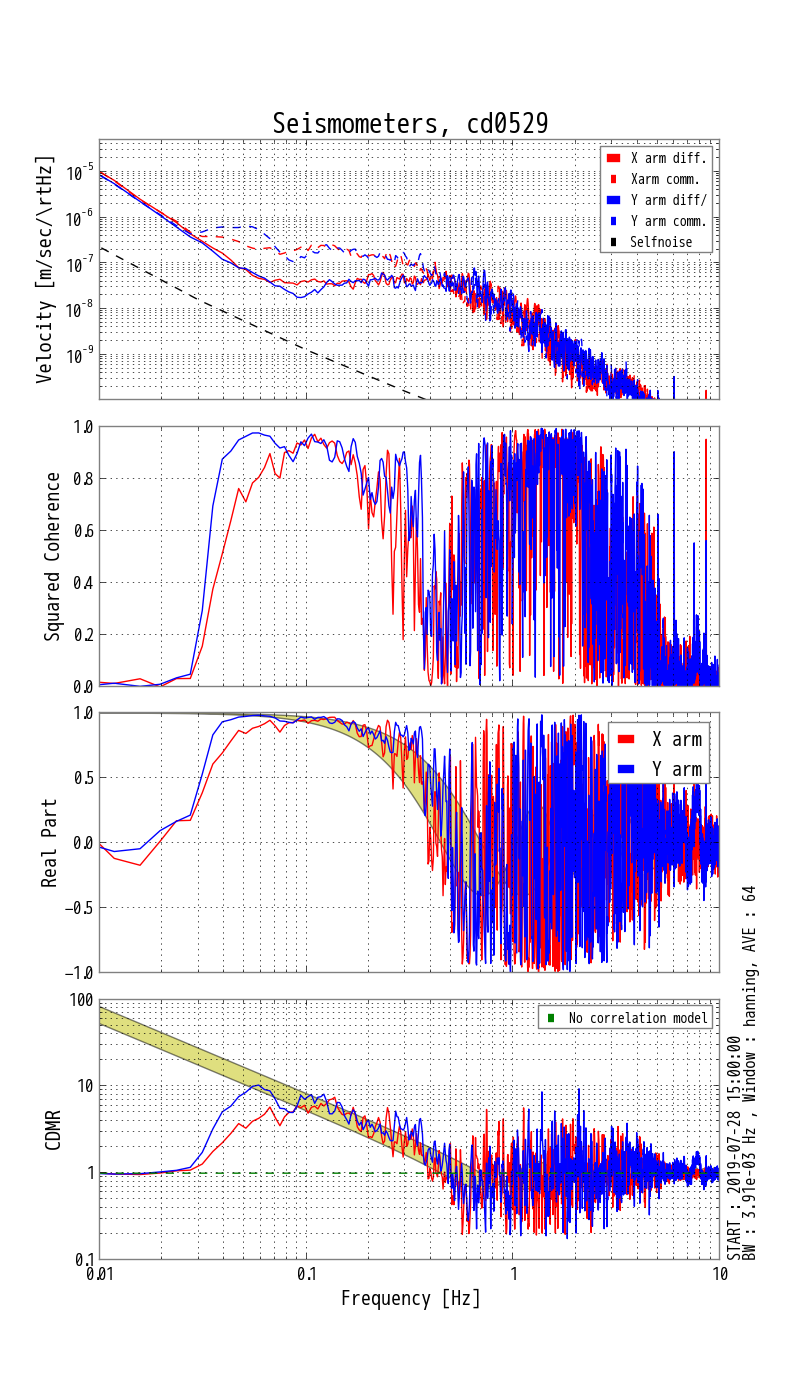 Seismometers, cd0529
Velocity [m/sec/\rtHz]
10^-5
10^-6
10^-7
10^-8
10^-9
X arm diff.
Xarm comm.
Y arm diff/
Y arm comm.
Selfnoise
Squared Coherence
1.0
0.8
0.6
0.4
0.2
0.0
Real Part
1.0
0.5
0.0
−0.5
−1.0
X arm
Y arm
CDMR
100
10
1
0.1
No correlation model
0.01
0.1
1
10
Frequency [Hz]
START : 2019-07-28 15:00:00
BW : 3.91e-03 Hz , Window : hanning, AVE : 64